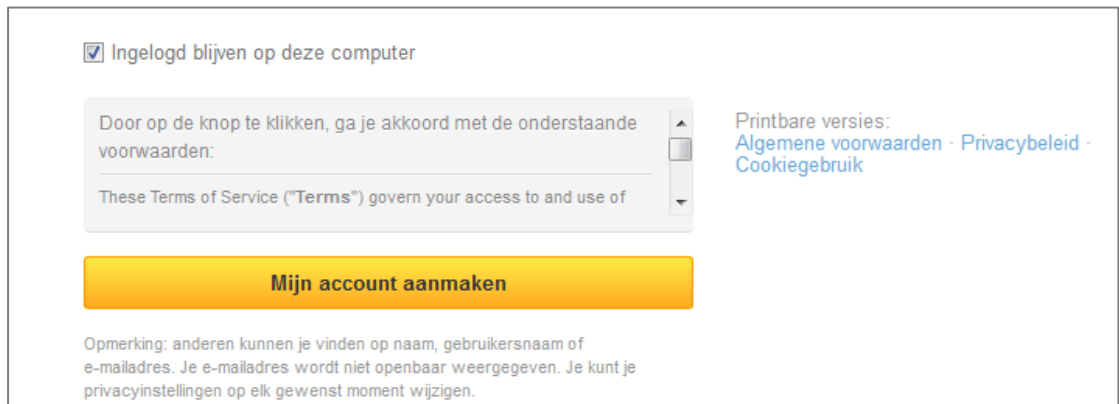 Ingelogd blijven op deze computer
Door op de knop te klikken, ga je akkoord met de onderstaande
voorwaarden:
These Terms of Service ("Terms") govern your access to and use of
Printbare versies:
Algemene voorwaarden · Privacybeleid ·
Cookiegebruik
Mijn account aanmaken
Opmerking: anderen kunnen je vinden op naam, gebruikersnaam of
e-mailadres. Je e-mailadres wordt niet openbaar weergegeven. Je kunt je
privacyinstellingen op elk gewenst moment wijzigen.